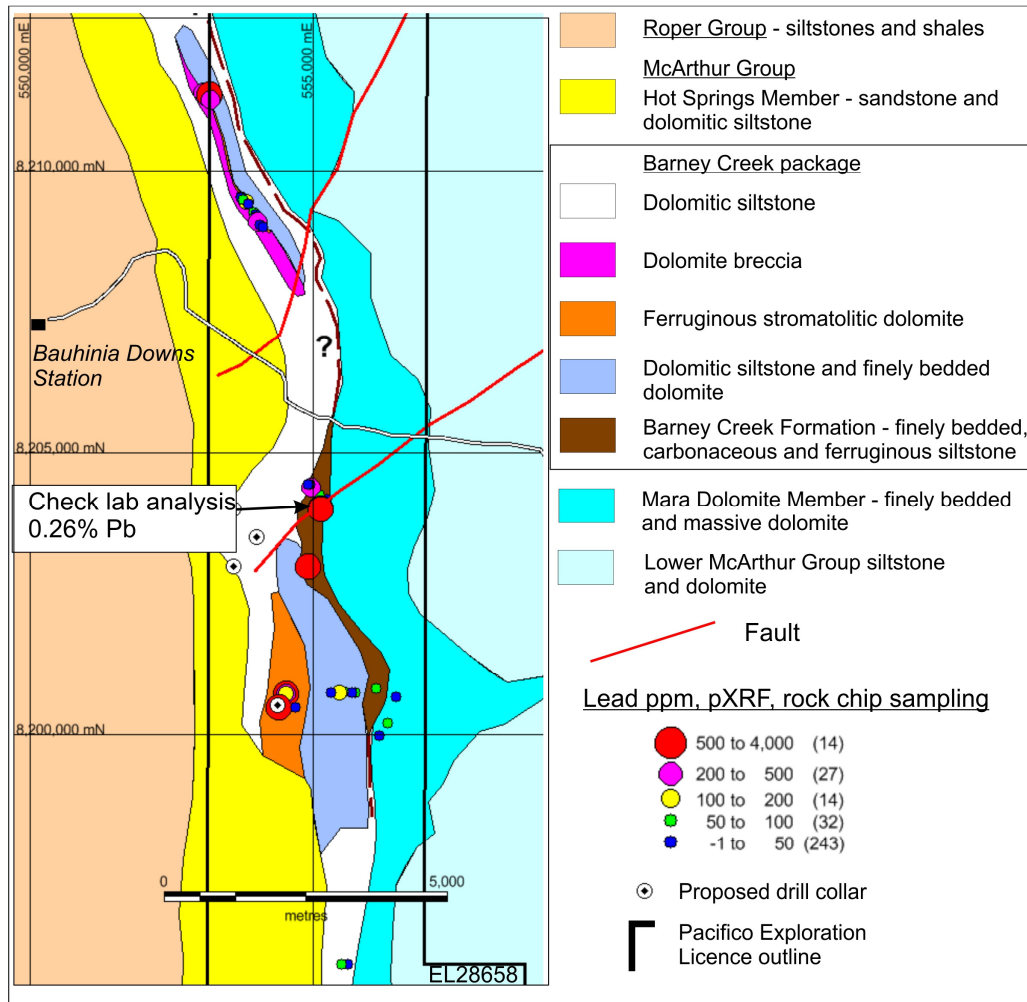 550,000 mE
555,000 mE
8,210,000 mN
Bauhinia Downs
Station
?
8,205,000 mN
Check lab analysis
0.26% Pb
8,200,000 mN
0
5,000
metres
EL28658
Roper Group - siltstones and shales
McArthur Group
Hot Springs Member - sandstone and
dolomitic siltstone
Barney Creek package
Dolomitic siltstone
Dolomite breccia
Ferruginous stromatolitic dolomite
Dolomitic siltstone and finely bedded
dolomite
Barney Creek Formation - finely bedded,
carbonaceous and ferruginous siltstone
Mara Dolonite Member - finely bedded
and massive dolomite
Lower McArthur Group siltstone
and dolomite
Fault
Lead ppm, pXRF, rock chip sampling
500 to 4,000 (14)
200 to 500 (27)
100 to 200 (14)
50 to 100 (32)
-1 to 50 (243)
Proposed drill collar
Pacifico Exploration
Licence outline